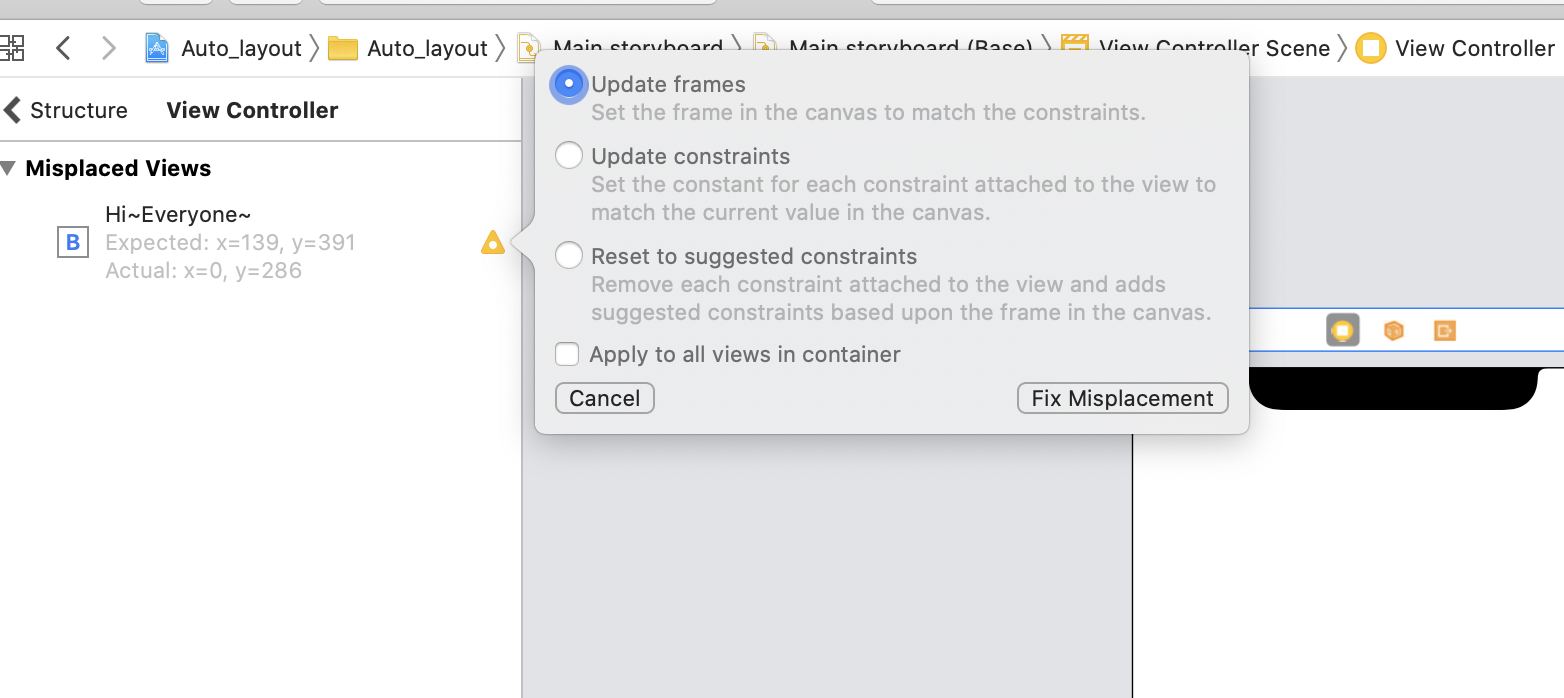 Auto_layout
Auto_layout
Main storyboard
Main storyboard (Base)
View Controller Scene
View Controller
Structure
View Controller
Misplaced Views
B
Hi~Everyone~
Expected: x=139, y=391
Actual: x=0, y=286
Update frames
Set the frame in the canvas to match the constraints.
Update constraints
Set the constant for each constraint attached to the view to
match the current value in the canvas.
Reset to suggested constraints
Remove each constraint attached to the view and adds
suggested constraints based upon the frame in the canvas.
Apply to all views in container
Cancel
Fix Misplacement